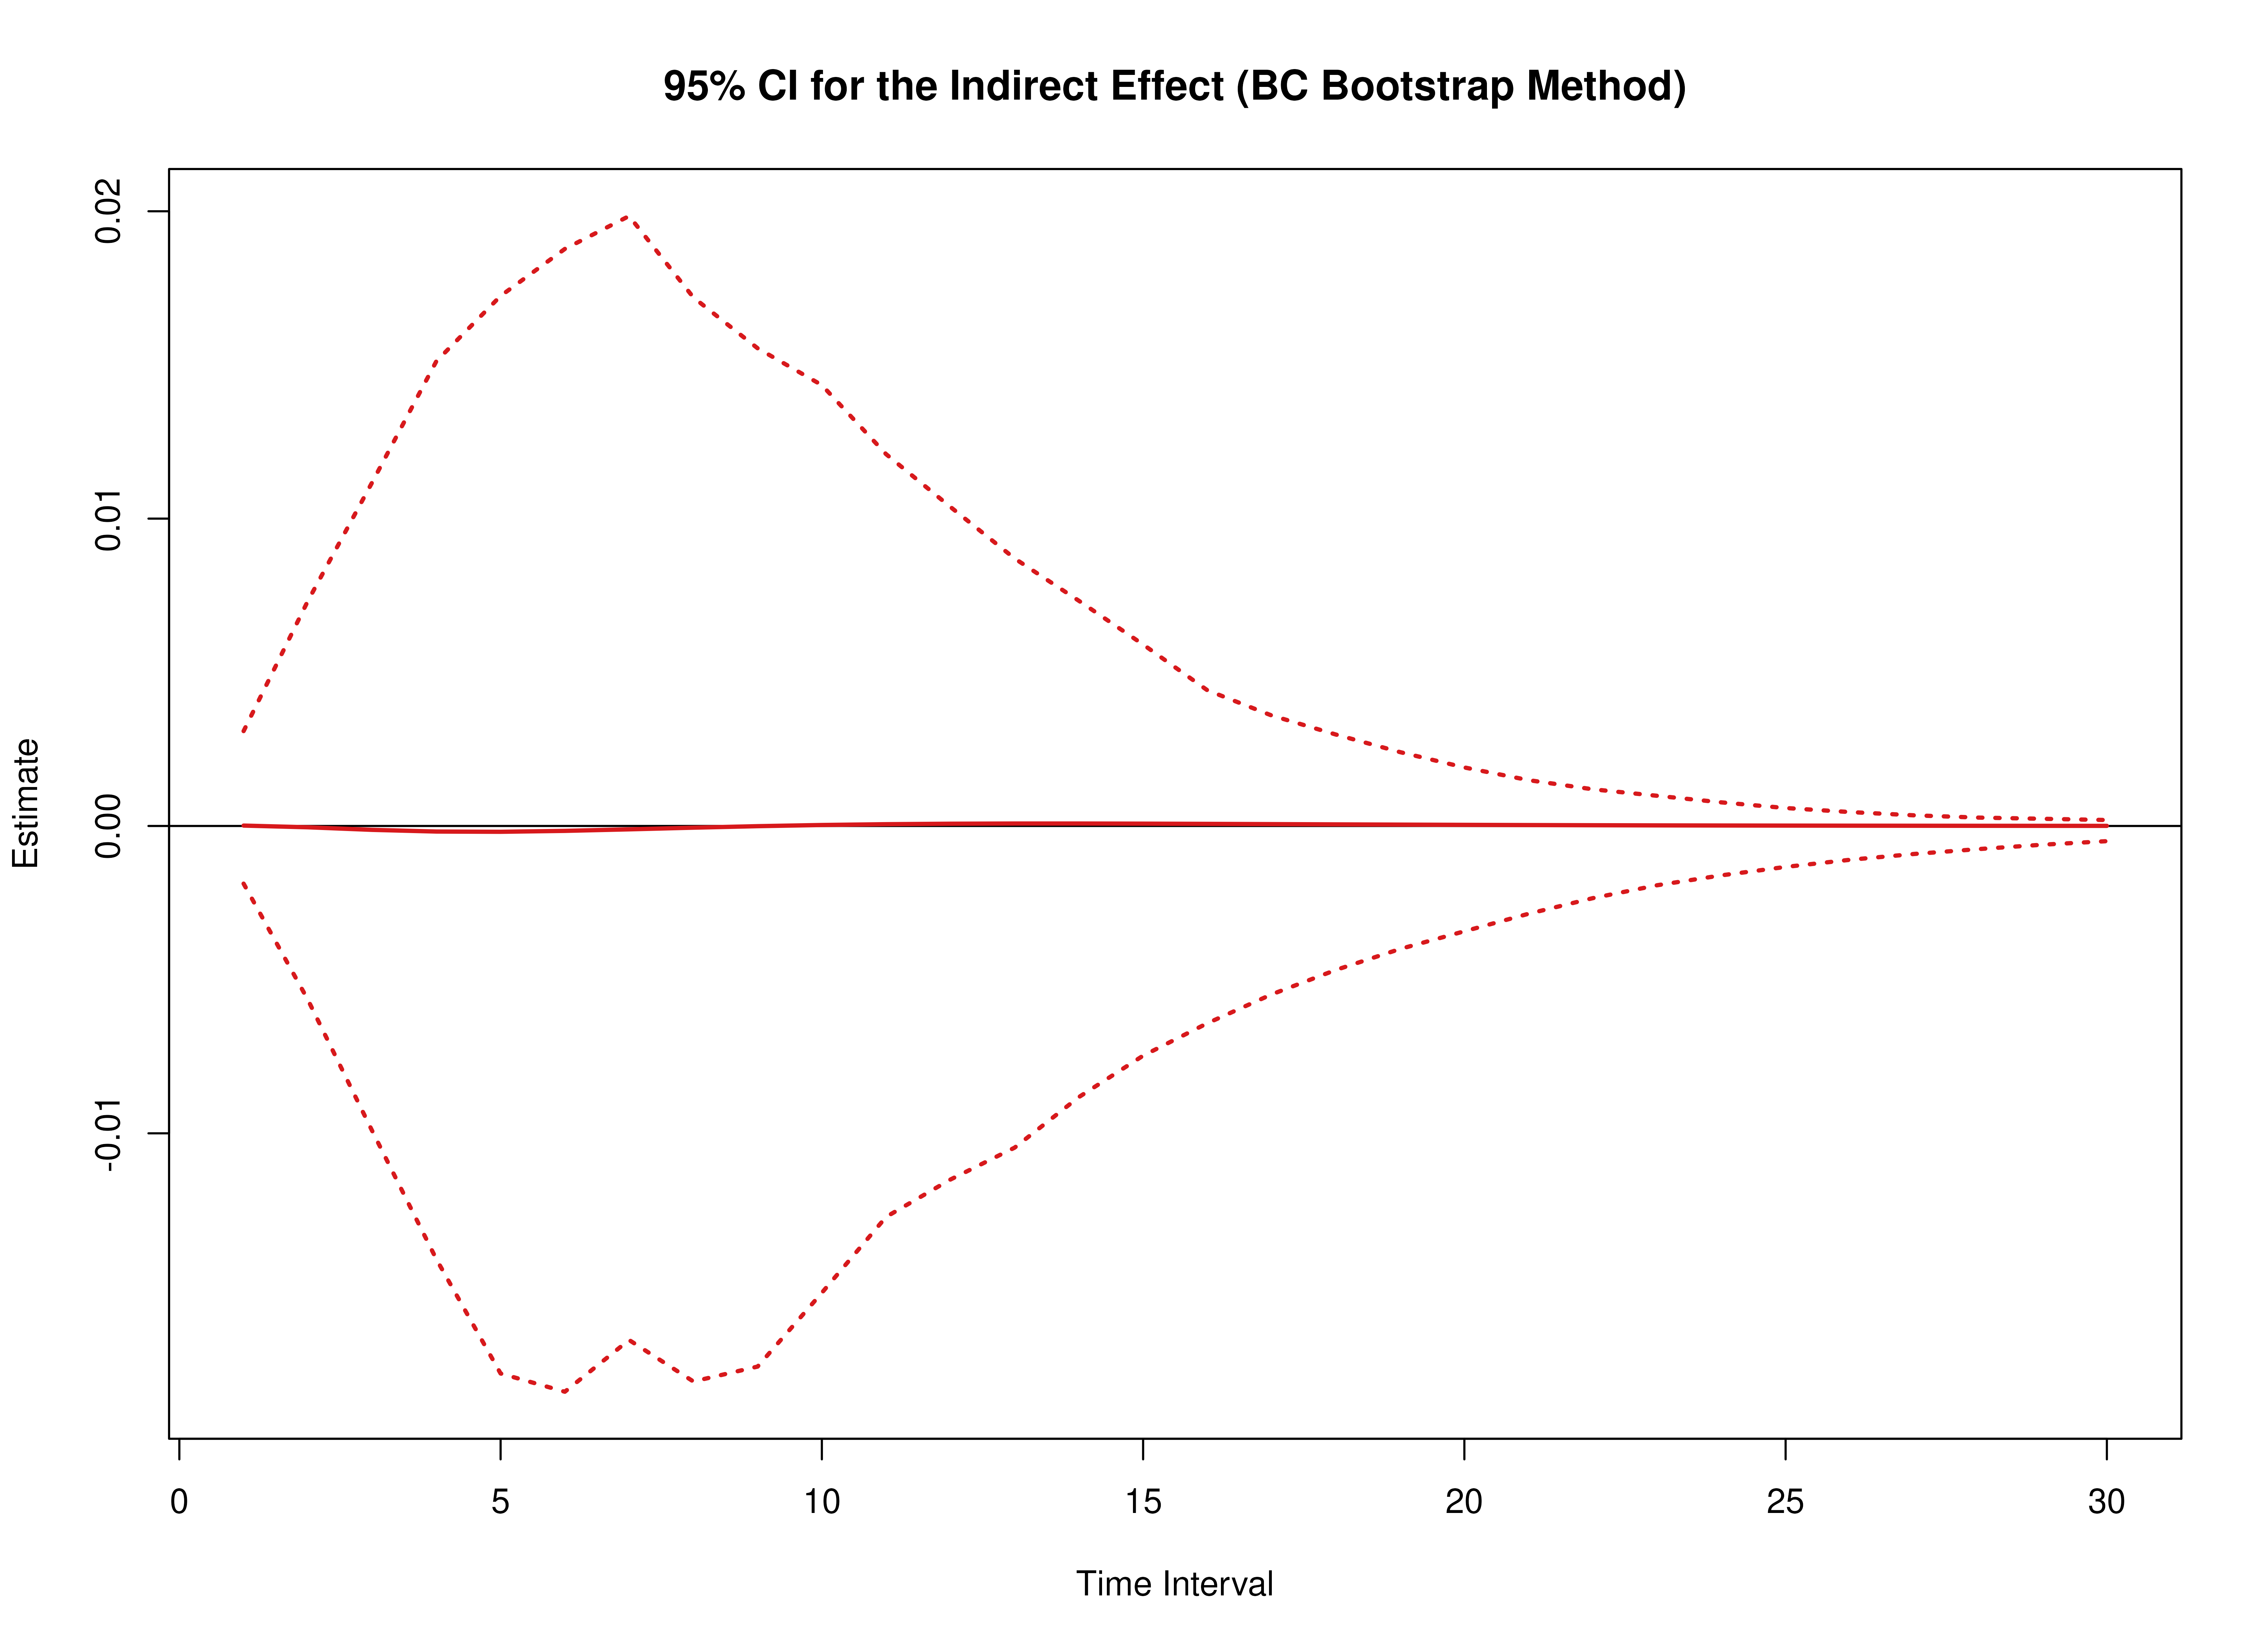 95% CI for the Indirect Effect (BC Bootstrap Method)
0.02
0.01
0.00
-0.01
Estimate
0 5 10 15 20 25 30
Time Interval